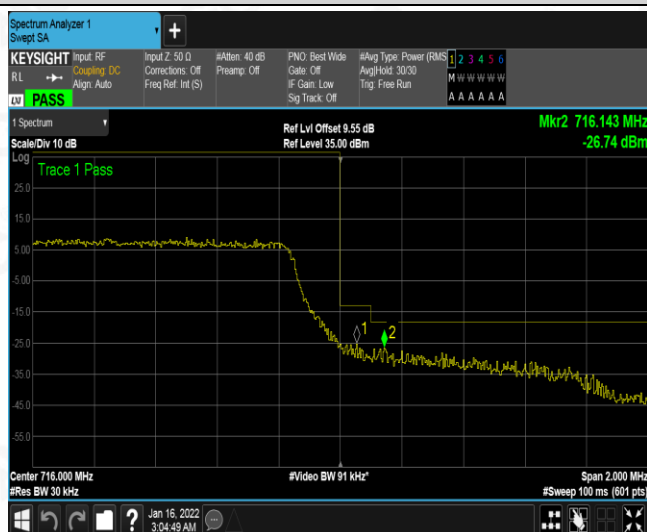 Spectrum Analyzer 1
Swept SA
+
KEYSIGHT
RL
Input: RF
Coupling: DC
Align: Auto
Input Z: 50 Ω
Corrections: Off
Freq Ref: Int (S)
#Atten: 40 dB
Preamp: Off
PNO: Best Wide
Gate: Off
IF Gain: Low
Sig Track: Off
#Avg Type: Power (RMS
Avg|Hold: 30/30
Trig: Free Run
1 2 3 4 5 6
M W W W W W
A A A A A A
LXI PASS
1 Spectrum
Scale/Div 10 dB
Ref Lvl Offset 9.55 dB
Ref Level 35.00 dBm
Mkr2 716.143 MHz
-26.74 dBm
Log
Trace 1 Pass
25.0
15.0
5.00
-5.00
-15.0
-25.0
-35.0
-45.0
-55.0
1
2
Center 716.000 MHz
#Res BW 30 kHz
#Video BW 91 kHz*
Span 2.000 MHz
#Sweep 100 ms (601 pts)
?
Jan 16, 2022
3:04:49 AM